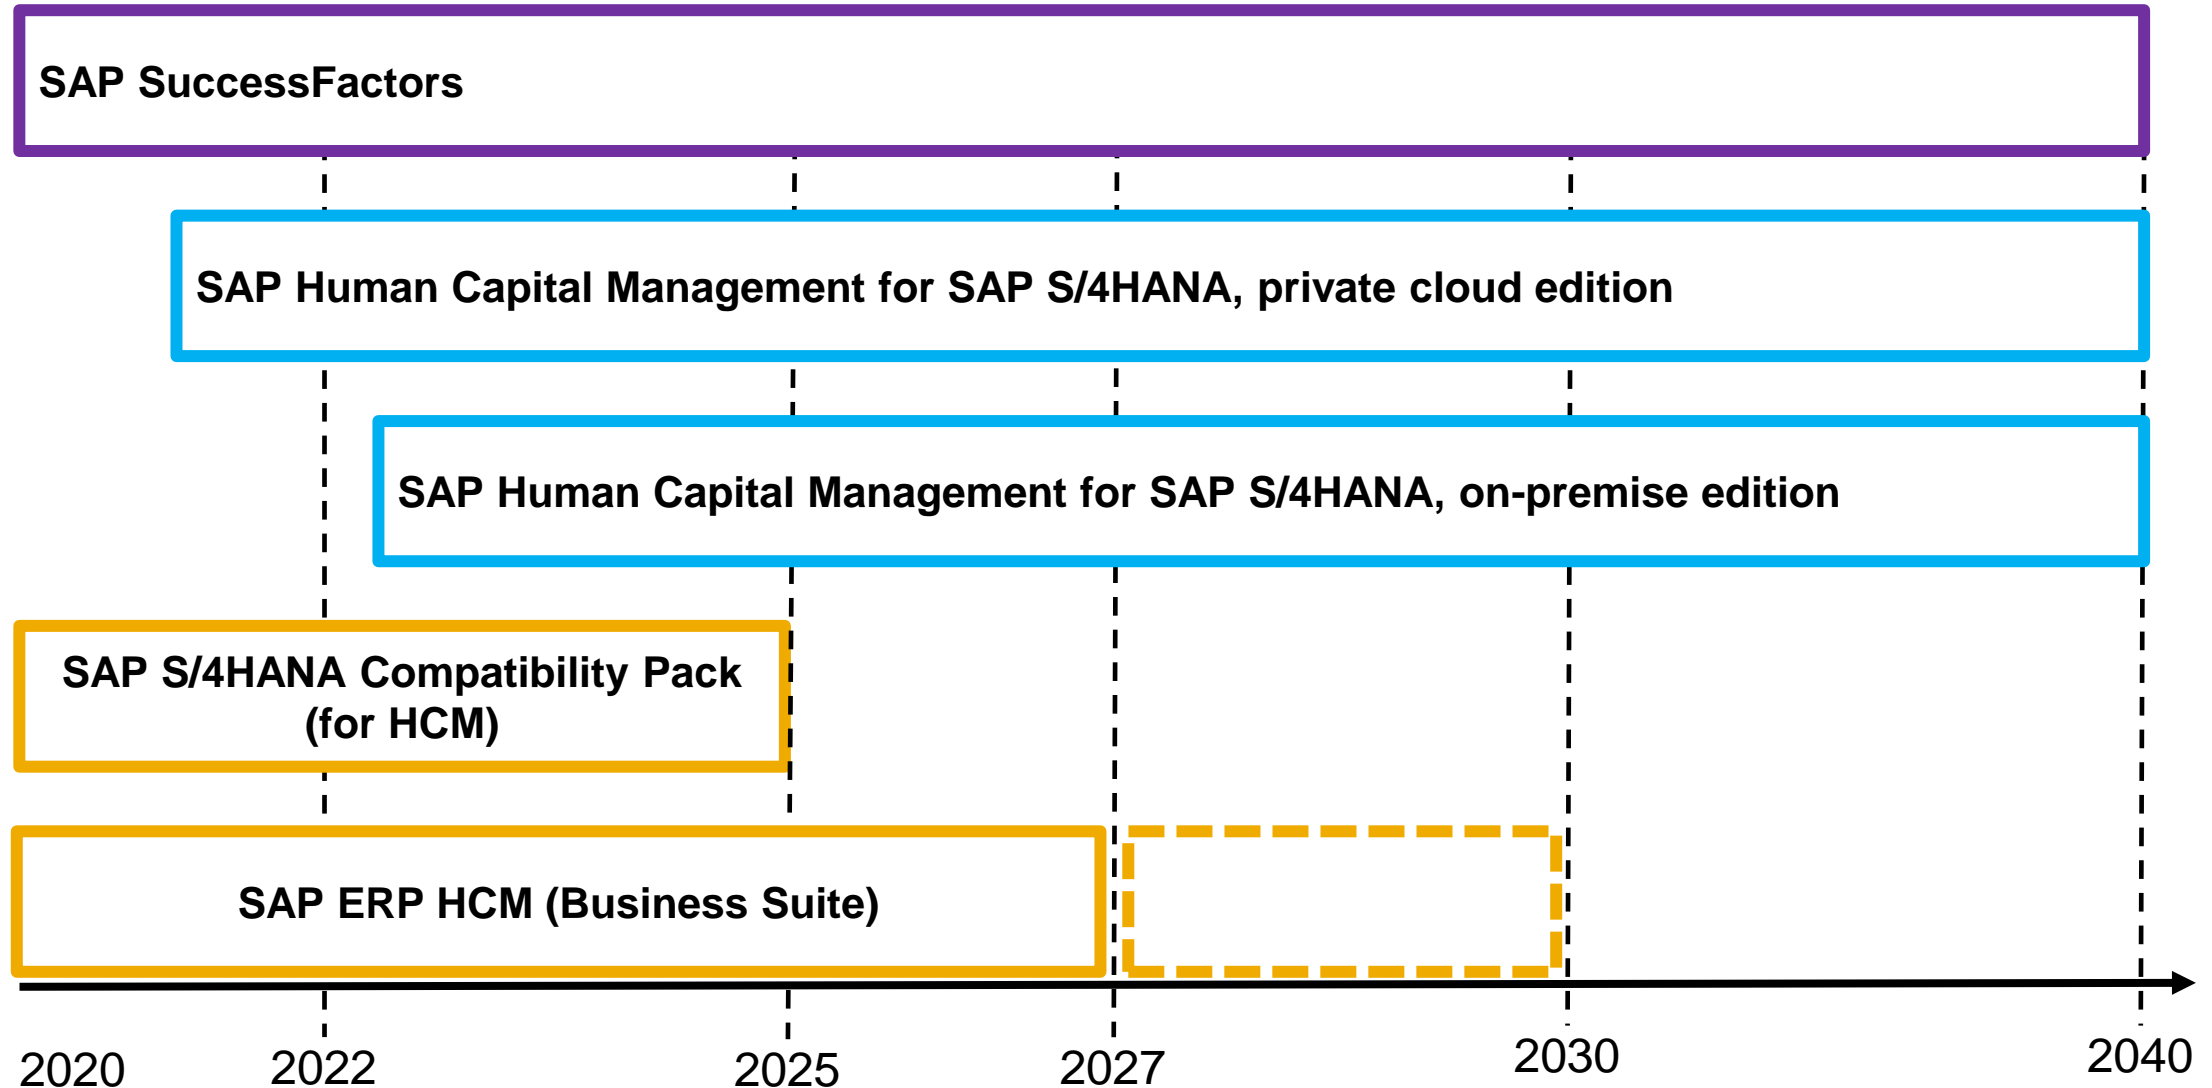 SAP SuccessFactors
SAP Human Capital Management for SAP S/4HANA, private cloud edition
SAP Human Capital Management for SAP S/4HANA, on-premise edition
SAP S/4HANA Compatibility Pack
(for HCM)
SAP ERP HCM (Business Suite)
2020 2022 2025 2027 2030 2040